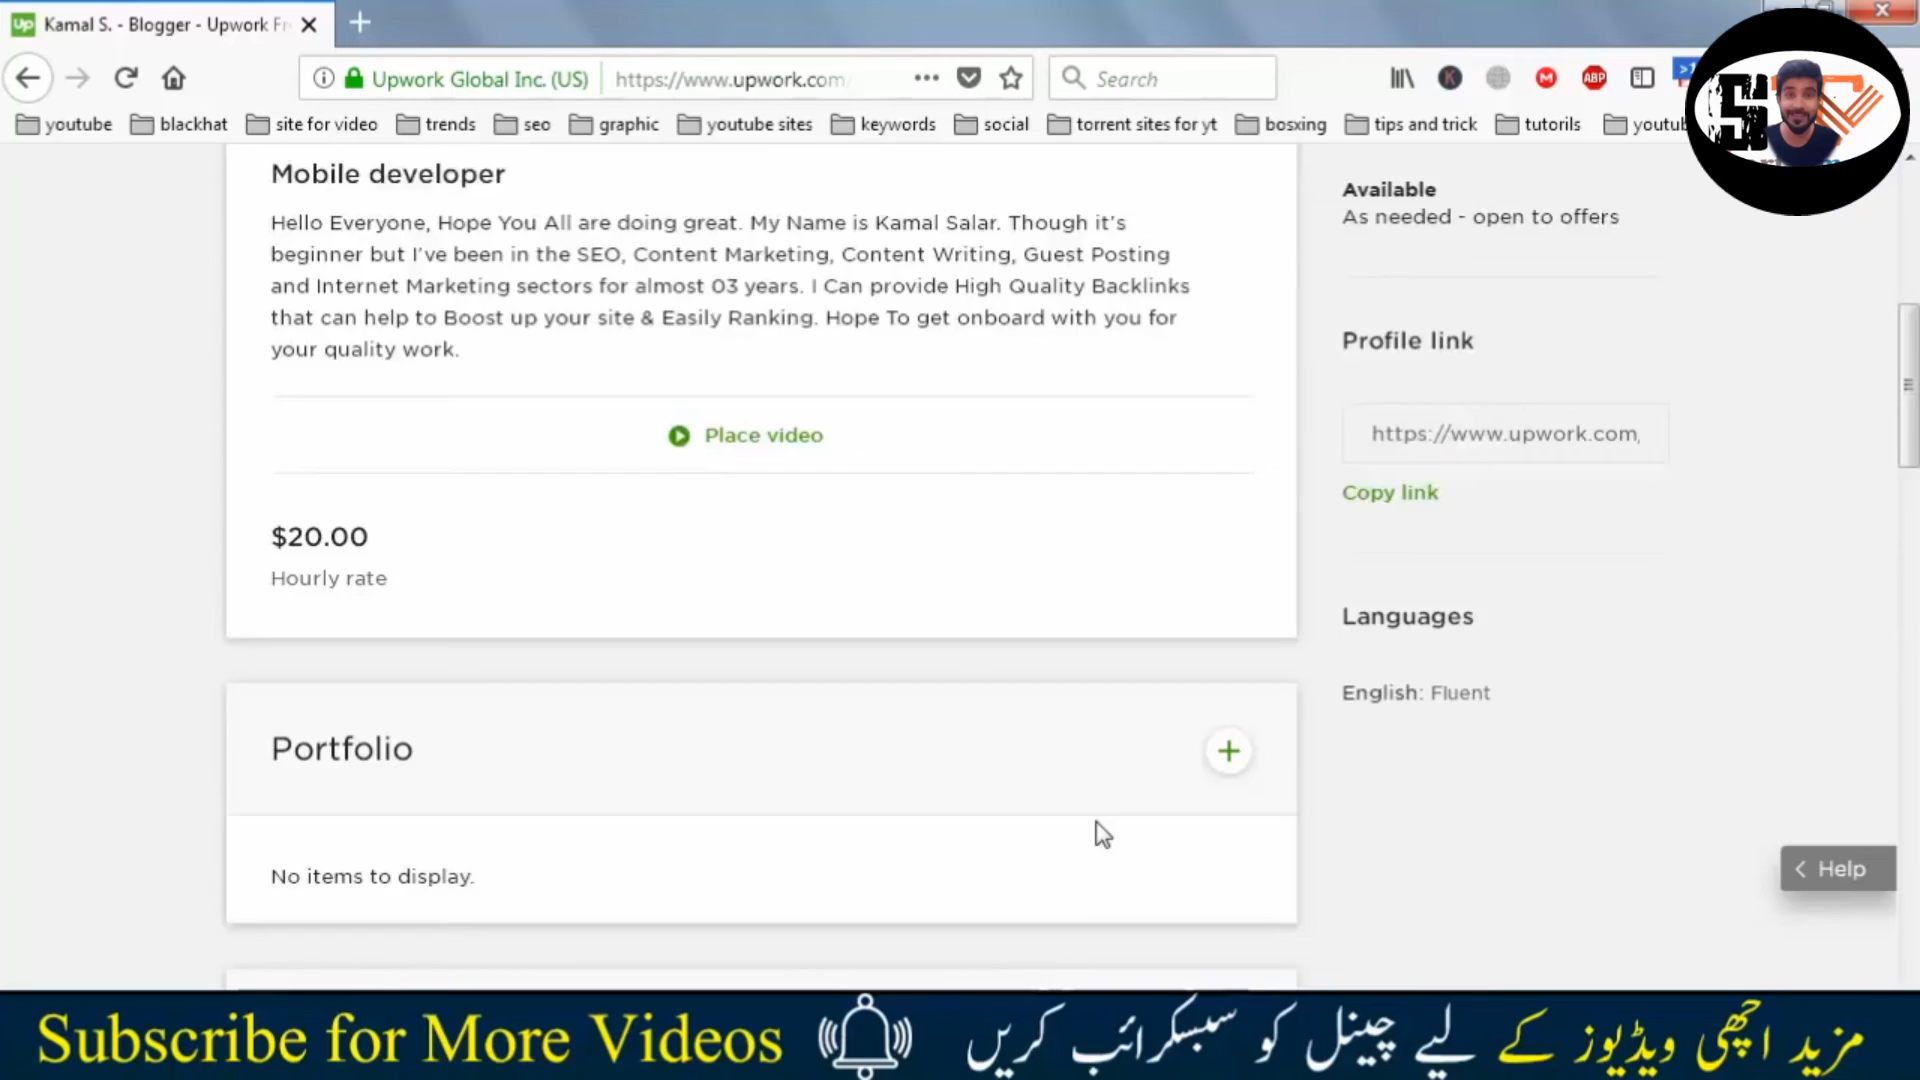 Kamal S. - Blogger - Upwork Fr
Upwork Global Inc. (US) https://www.upwork.com/ Search
ABP
youtube blackhat site for video trends seo graphic youtube sites keywords social torrent sites for yt bosxing tips and trick tutorils youtub
Mobile developer
Hello Everyone, Hope You All are doing great. My Name is Kamal Salar. Though it's
beginner but I've been in the SEO, Content Marketing, Content Writing, Guest Posting
and Internet Marketing sectors for almost 03 years. I Can provide High Quality Backlinks
that can help to Boost up your site & Easily Ranking. Hope To get onboard with you for
your quality work.
Place video
$20.00
Hourly rate
Portfolio
No items to display.
Available
As needed - open to offers
Profile link
https://www.upwork.com,
Copy link
Languages
English: Fluent
Help
Subscribe for More Videos
مزید اچھی ویڈیوز کے لیے چینل کو سبسکرائب کریں